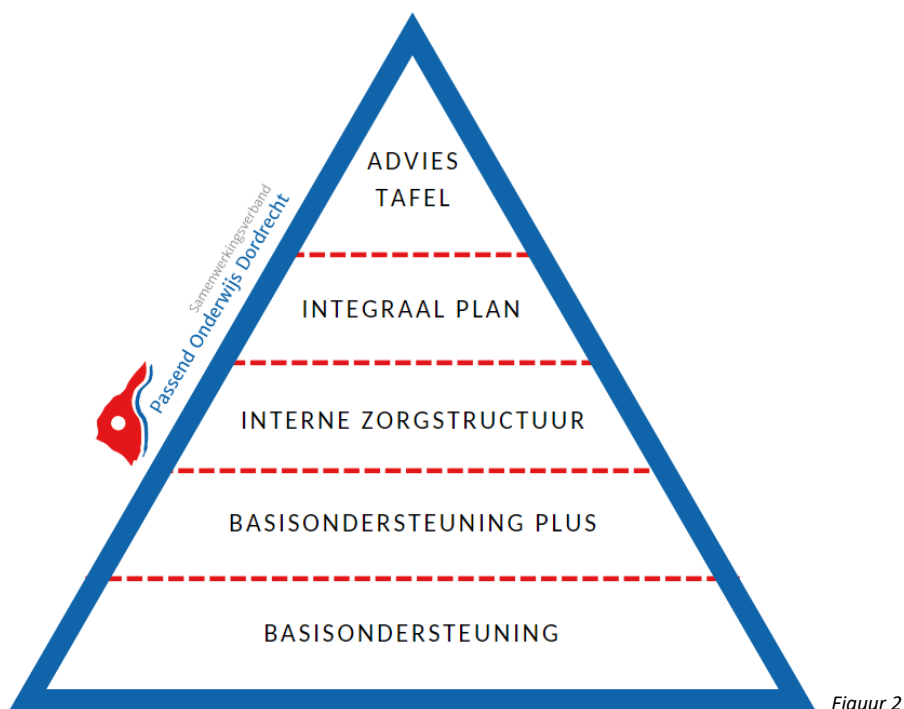 ADVIES
TAFEL
Samenwerkingsverband
Passend Onderwijs Dordrecht
INTEGRAAL PLAN
INTERNE ZORGSTRUCTUUR
BASISONDERSTEUNING PLUS
BASISONDERSTEUNING
Figuur 2